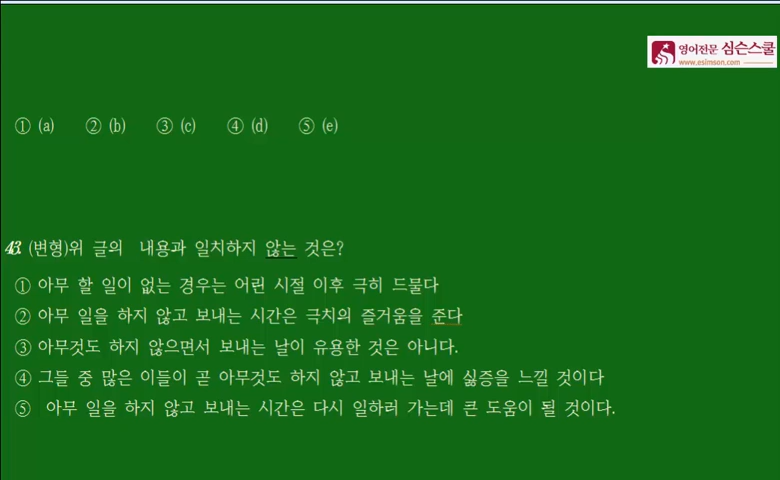 영어전문 심슨스쿨
www.esimson.com
① (a) ② (b) ③ (c) ④ (d) ⑤ (e)
43. (변형)위 글의 내용과 일치하지 않는 것은?
① 아무 할 일이 없는 경우는 어린 시절 이후 극히 드물다
② 아무 일을 하지 않고 보내는 시간은 극치의 즐거움을 준다
③ 아무것도 하지 않으면서 보내는 날이 유용한 것은 아니다.
④ 그들 중 많은 이들이 곧 아무것도 하지 않고 보내는 날에 싫증을 느낄 것이다
⑤ 아무 일을 하지 않고 보내는 시간은 다시 일하러 가는데 큰 도움이 될 것이다.